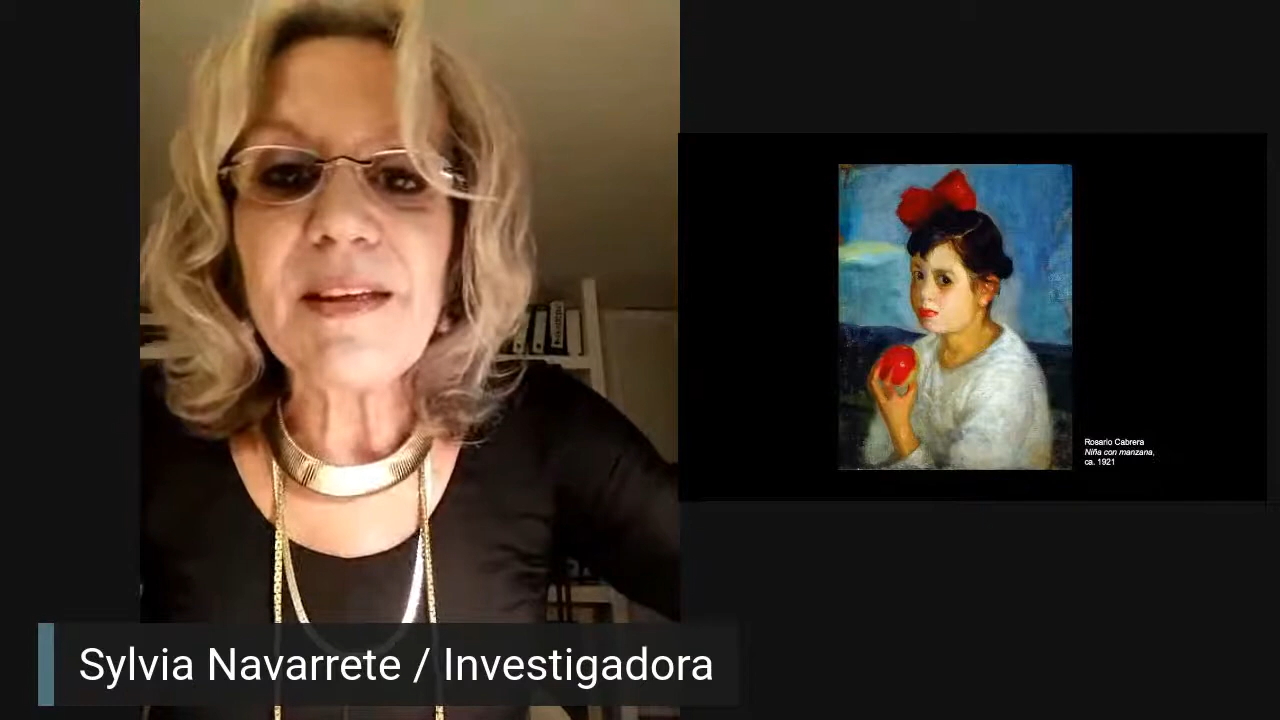 Rosario Cabrera
Niña con manzana,
ca. 1921
Sylvia Navarrete / Investigadora